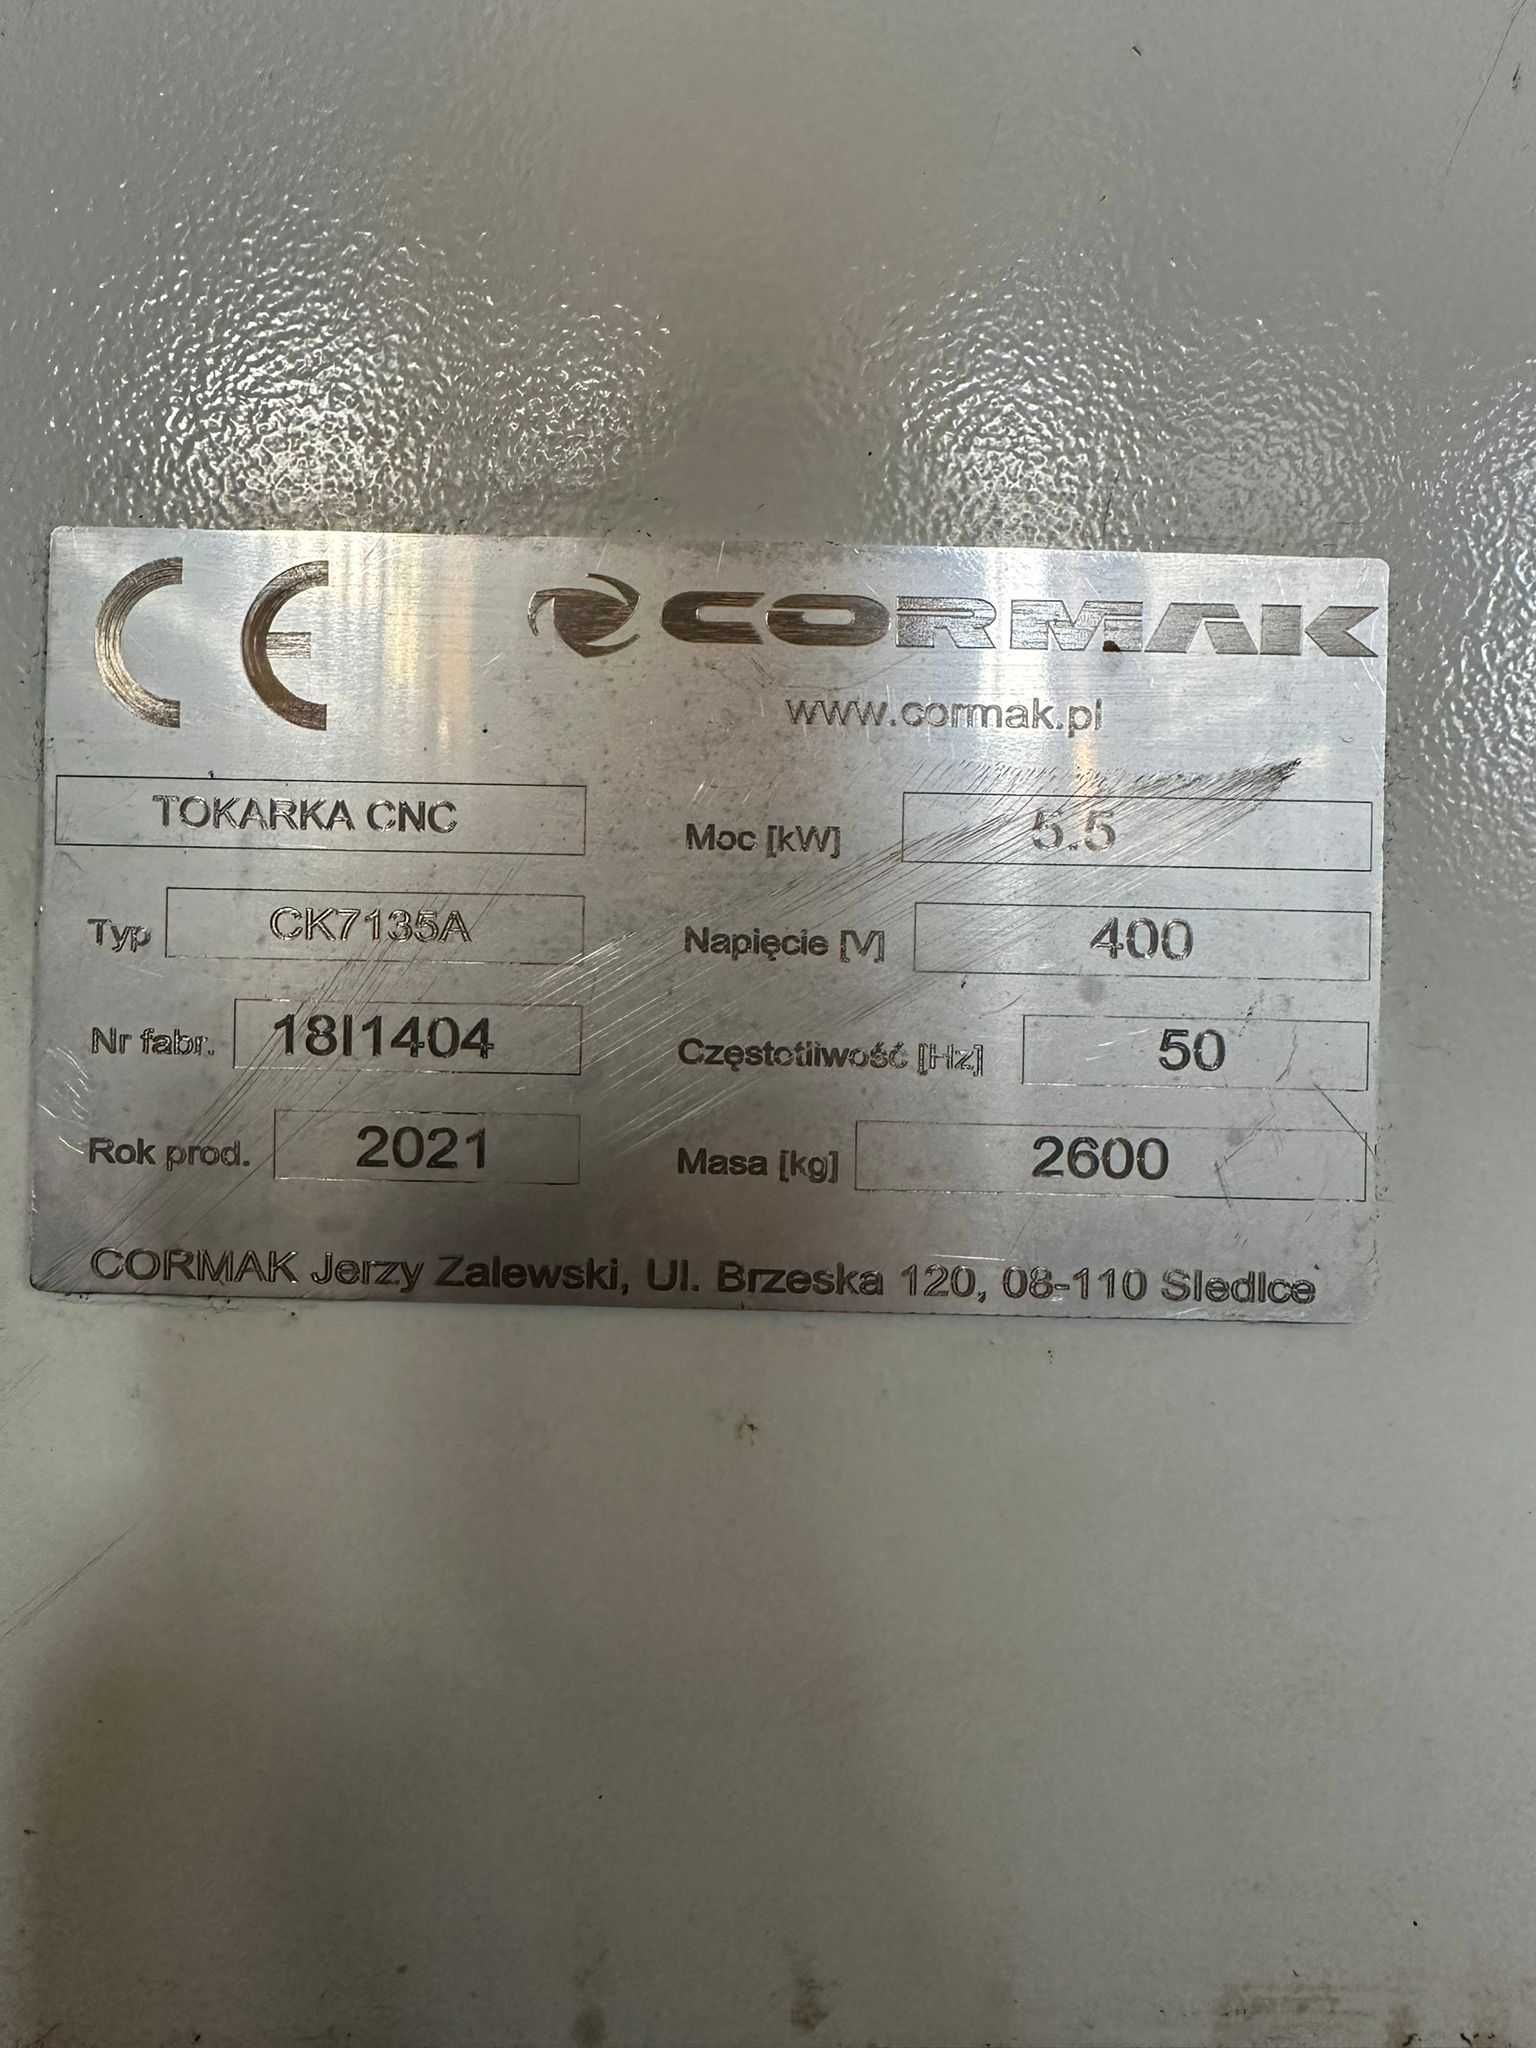 CE CORMAK
www.cormak.pl
TOKARKA CNC
Moc [kW] 5.5
Typ CK7135A
Napięcie [V] 400
Nr fabr. 18I1404
Częstotliwość [Hz] 50
Rok prod. 2021
Masa [kg] 2600
CORMAK Jerzy Zalewski, Ul. Brzeska 120, 08-110 Siedlce